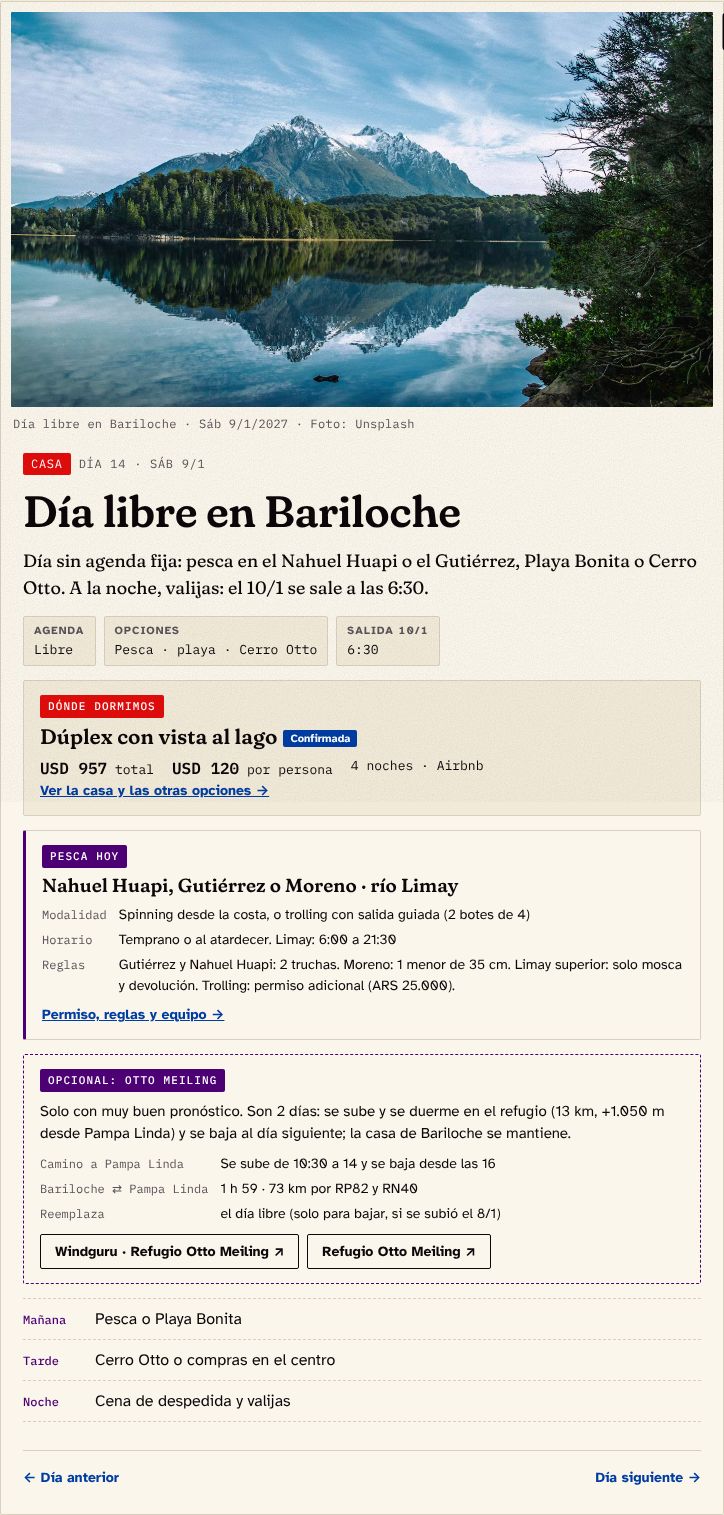 Día libre en Bariloche · Sáb 9/1/2027 · Foto: Unsplash
CASA DÍA 14 · SÁB 9/1
Día libre en Bariloche
Día sin agenda fija: pesca en el Nahuel Huapi o el Gutiérrez, Playa Bonita o Cerro
Otto. A la noche, valijas: el 10/1 se sale a las 6:30.
AGENDA OPCIONES SALIDA 10/1
Libre Pesca · playa · Cerro Otto 6:30
DÓNDE DORMIMOS
Dúplex con vista al lago Confirmada
USD 957 total USD 120 por persona 4 noches · Airbnb
Ver la casa y las otras opciones →
PESCA HOY
Nahuel Huapi, Gutiérrez o Moreno · río Limay
Modalidad Spinning desde la costa, o trolling con salida guiada (2 botes de 4)
Horario Temprano o al atardecer. Limay: 6:00 a 21:30
Reglas Gutiérrez y Nahuel Huapi: 2 truchas. Moreno: 1 menor de 35 cm. Limay superior: solo mosca
y devolución. Trolling: permiso adicional (ARS 25.000).
Permiso, reglas y equipo →
OPCIONAL: OTTO MEILING
Solo con muy buen pronóstico. Son 2 días: se sube y se duerme en el refugio (13 km, +1.050 m
desde Pampa Linda) y se baja al día siguiente; la casa de Bariloche se mantiene.
Camino a Pampa Linda Se sube de 10:30 a 14 y se baja desde las 16
Bariloche ⇄ Pampa Linda 1 h 59 · 73 km por RP82 y RN40
Reemplaza el día libre (solo para bajar, si se subió el 8/1)
Windguru · Refugio Otto Meiling ↗ Refugio Otto Meiling ↗
Mañana Pesca o Playa Bonita
Tarde Cerro Otto o compras en el centro
Noche Cena de despedida y valijas
← Día anterior Día siguiente →